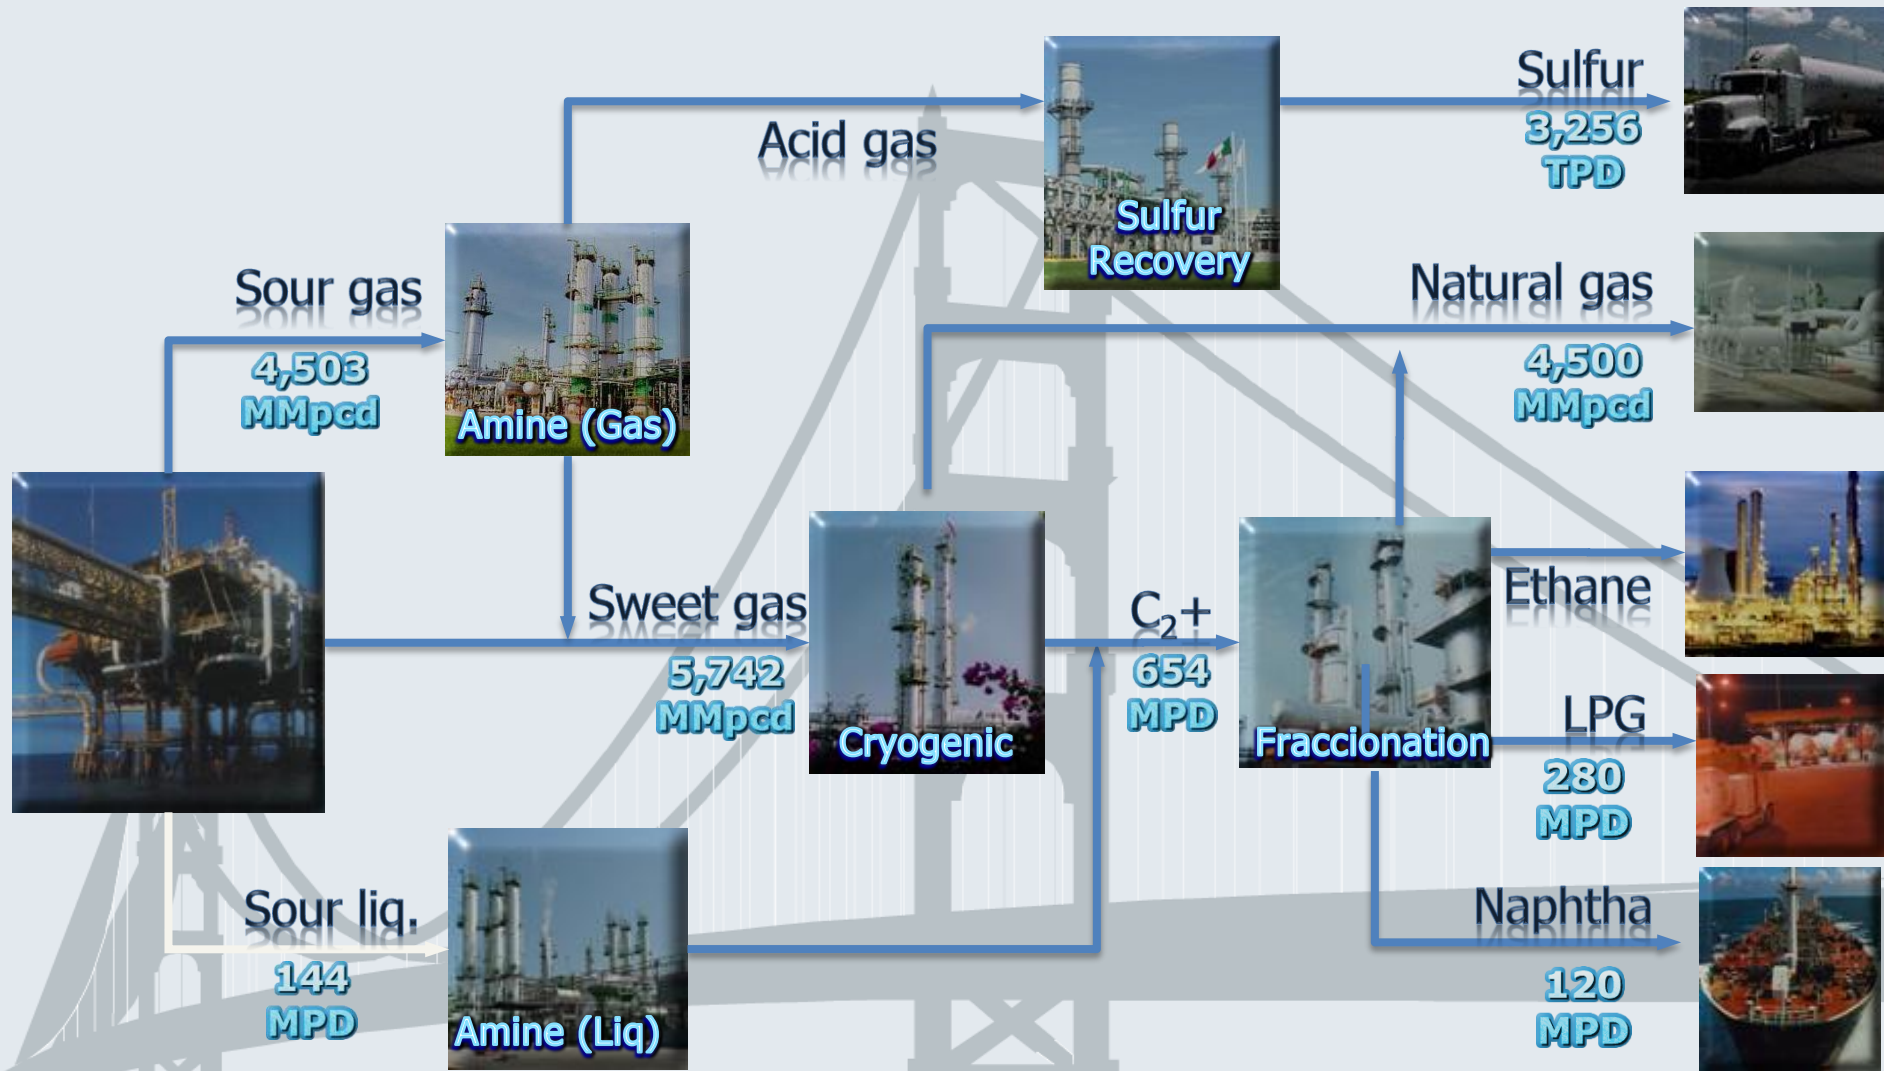 Sulfur
3,256
TPD
Acid gas
Sulfur
Recovery
Sour gas
4,503
MMpcd
Amine (Gas)
Natural gas
4,500
MMpcd
Sweet gas
5,742
MMpcd
Cryogenic
C₂+
654
MPD
Fraccionation
Ethane
LPG
280
MPD
Sour liq.
144
MPD
Amine (Liq)
Naphtha
120
MPD